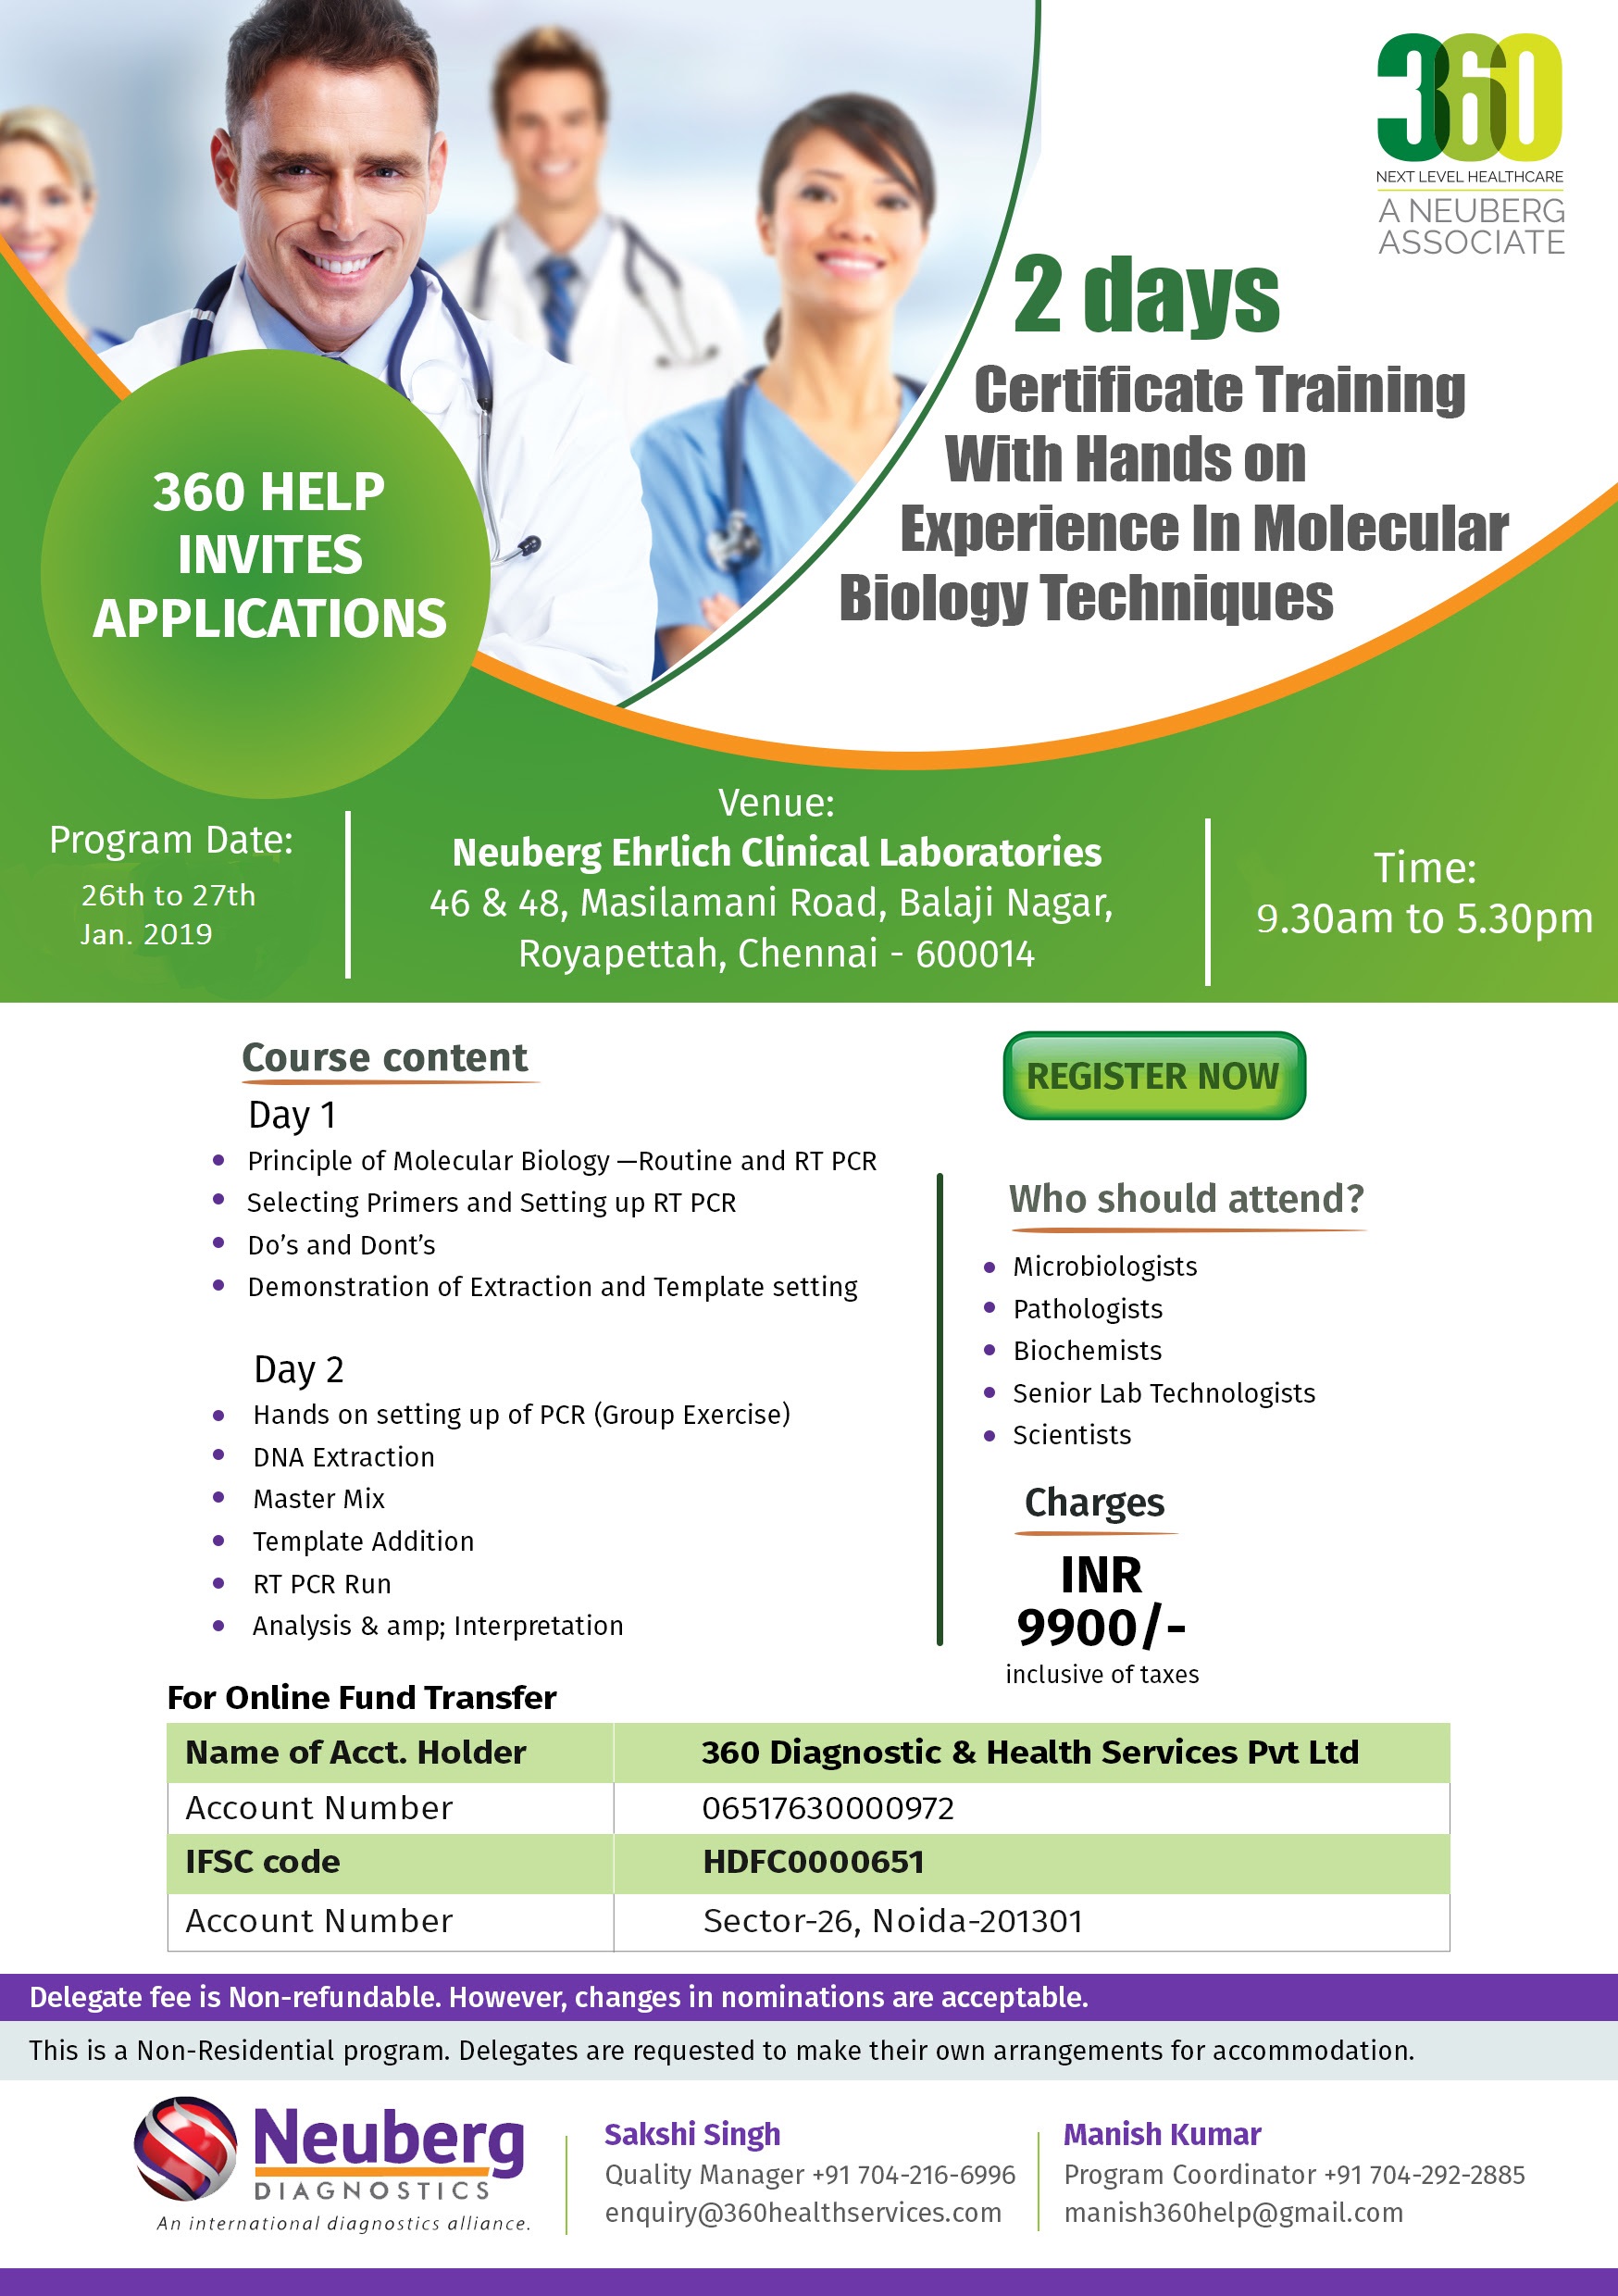 360
NEXT LEVEL HEALTHCARE
A NEUBERG
ASSOCIATE
2 days
Certificate Training
With Hands on
Experience In Molecular
Biology Techniques
360 HELP
INVITES
APPLICATIONS
Program Date:
26th to 27th
Jan. 2019
Venue:
Neuberg Ehrlich Clinical Laboratories
46 & 48, Masilamani Road, Balaji Nagar,
Royapettah, Chennai - 600014
Time:
9.30am to 5.30pm
Course content
Day 1
• Principle of Molecular Biology —Routine and RT PCR
• Selecting Primers and Setting up RT PCR
• Do’s and Dont’s
• Demonstration of Extraction and Template setting
Day 2
• Hands on setting up of PCR (Group Exercise)
• DNA Extraction
• Master Mix
• Template Addition
• RT PCR Run
• Analysis & amp; Interpretation
REGISTER NOW
Who should attend?
• Microbiologists
• Pathologists
• Biochemists
• Senior Lab Technologists
• Scientists
Charges
INR
9900/-
inclusive of taxes
For Online Fund Transfer
Name of Acct. Holder 360 Diagnostic & Health Services Pvt Ltd
Account Number 06517630000972
IFSC code HDFC0000651
Account Number Sector-26, Noida-201301
Delegate fee is Non-refundable. However, changes in nominations are acceptable.
This is a Non-Residential program. Delegates are requested to make their own arrangements for accommodation.
Neuberg
DIAGNOSTICS
An international diagnostics alliance.
Sakshi Singh
Quality Manager +91 704-216-6996
enquiry@360healthservices.com
Manish Kumar
Program Coordinator +91 704-292-2885
manish360help@gmail.com